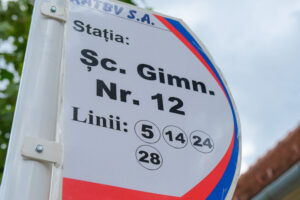 RATBV S.A.
Stația:
Șc. Gimn.
Nr. 12
Linii: 5 14 24
28